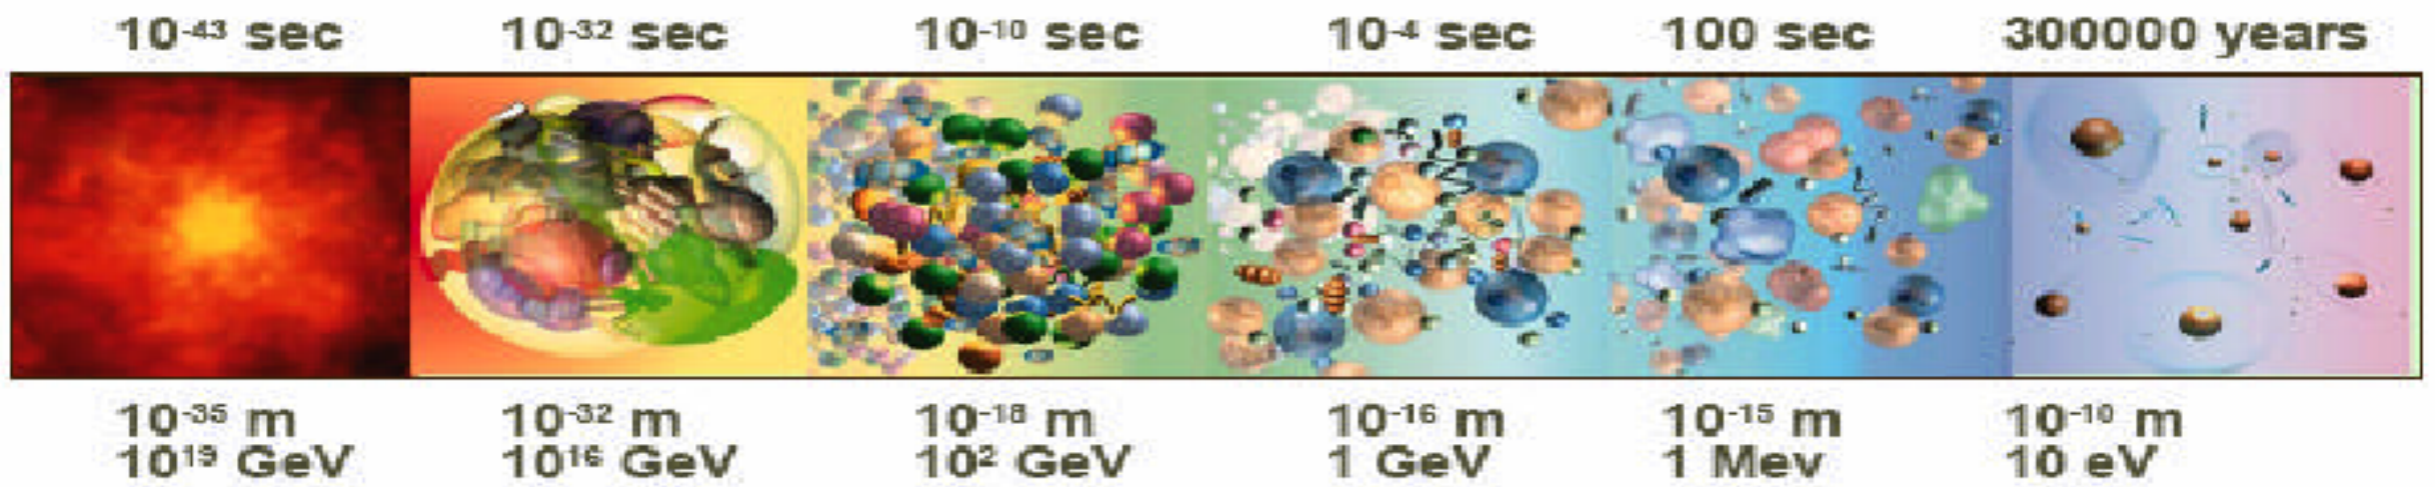 10⁻⁴³ sec 10⁻³² sec 10⁻¹⁰ sec 10⁻⁴ sec 100 sec 300000 years
10⁻³⁵ m 10⁻³² m 10⁻¹⁸ m 10⁻¹⁶ m 10⁻¹⁵ m 10⁻¹⁰ m
10¹⁹ GeV 10¹⁶ GeV 10² GeV 1 GeV 1 Mev 10 eV